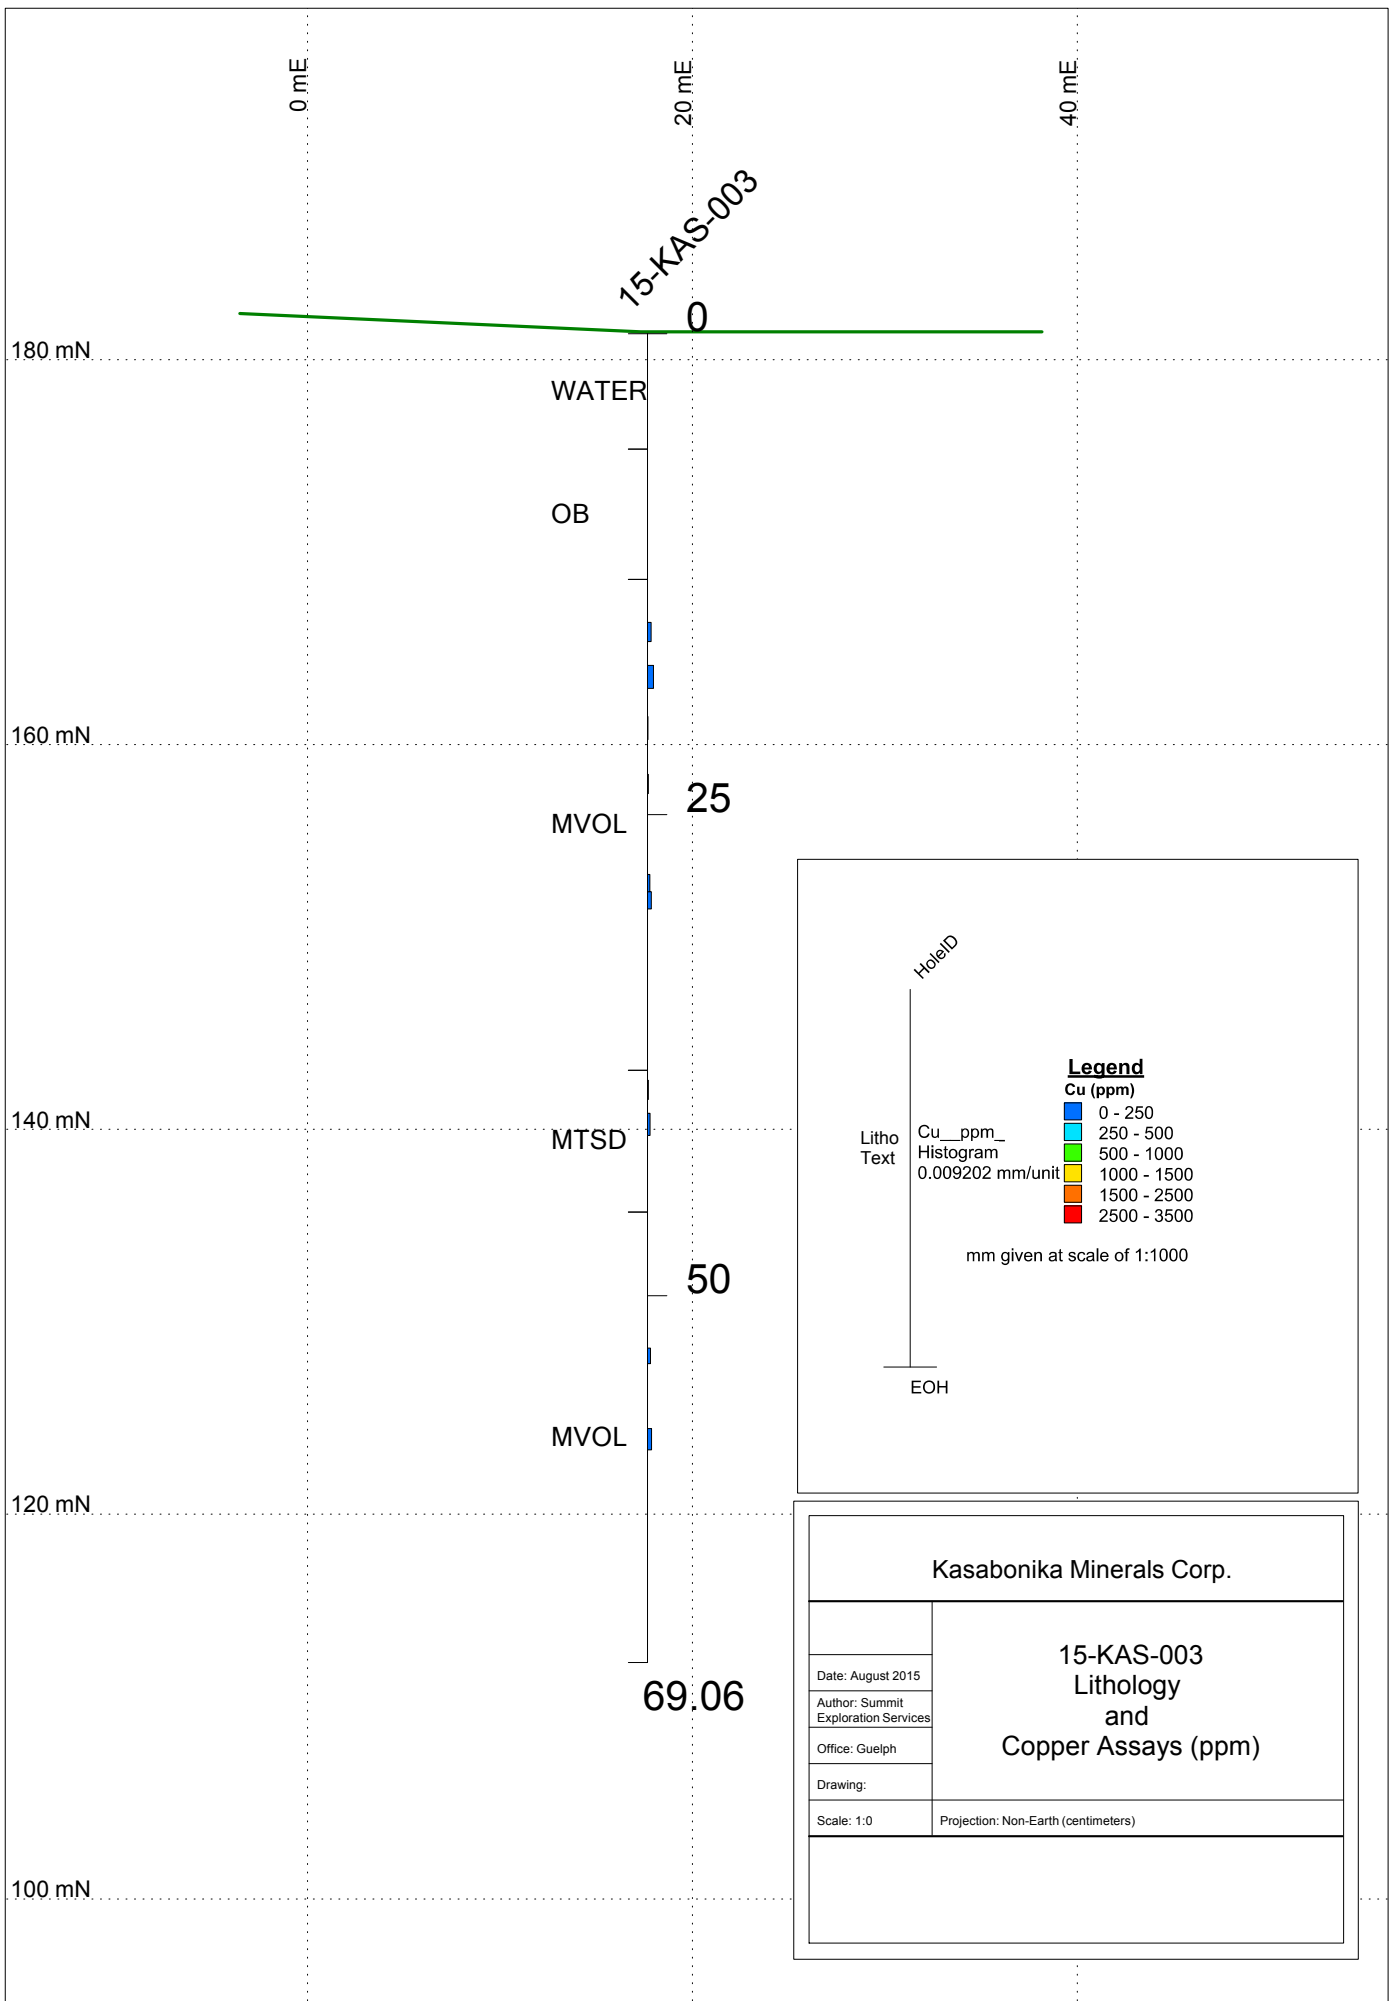 0 mE
20 mE
40 mE
15-KAS-003
0
180 mN
WATER
OB
160 mN
25
MVOL
HoleID
Legend
Cu (ppm)
0 - 250
250 - 500
500 - 1000
1000 - 1500
1500 - 2500
2500 - 3500
Litho
Text
Cu__ppm_
Histogram
0.009202 mm/unit
mm given at scale of 1:1000
EOH
140 mN
MTSD
50
MVOL
120 mN
69.06
100 mN
Kasabonika Minerals Corp.
15-KAS-003
Lithology
and
Copper Assays (ppm)
Date: August 2015
Author: Summit
Exploration Services
Office: Guelph
Drawing:
Scale: 1:0
Projection: Non-Earth (centimeters)